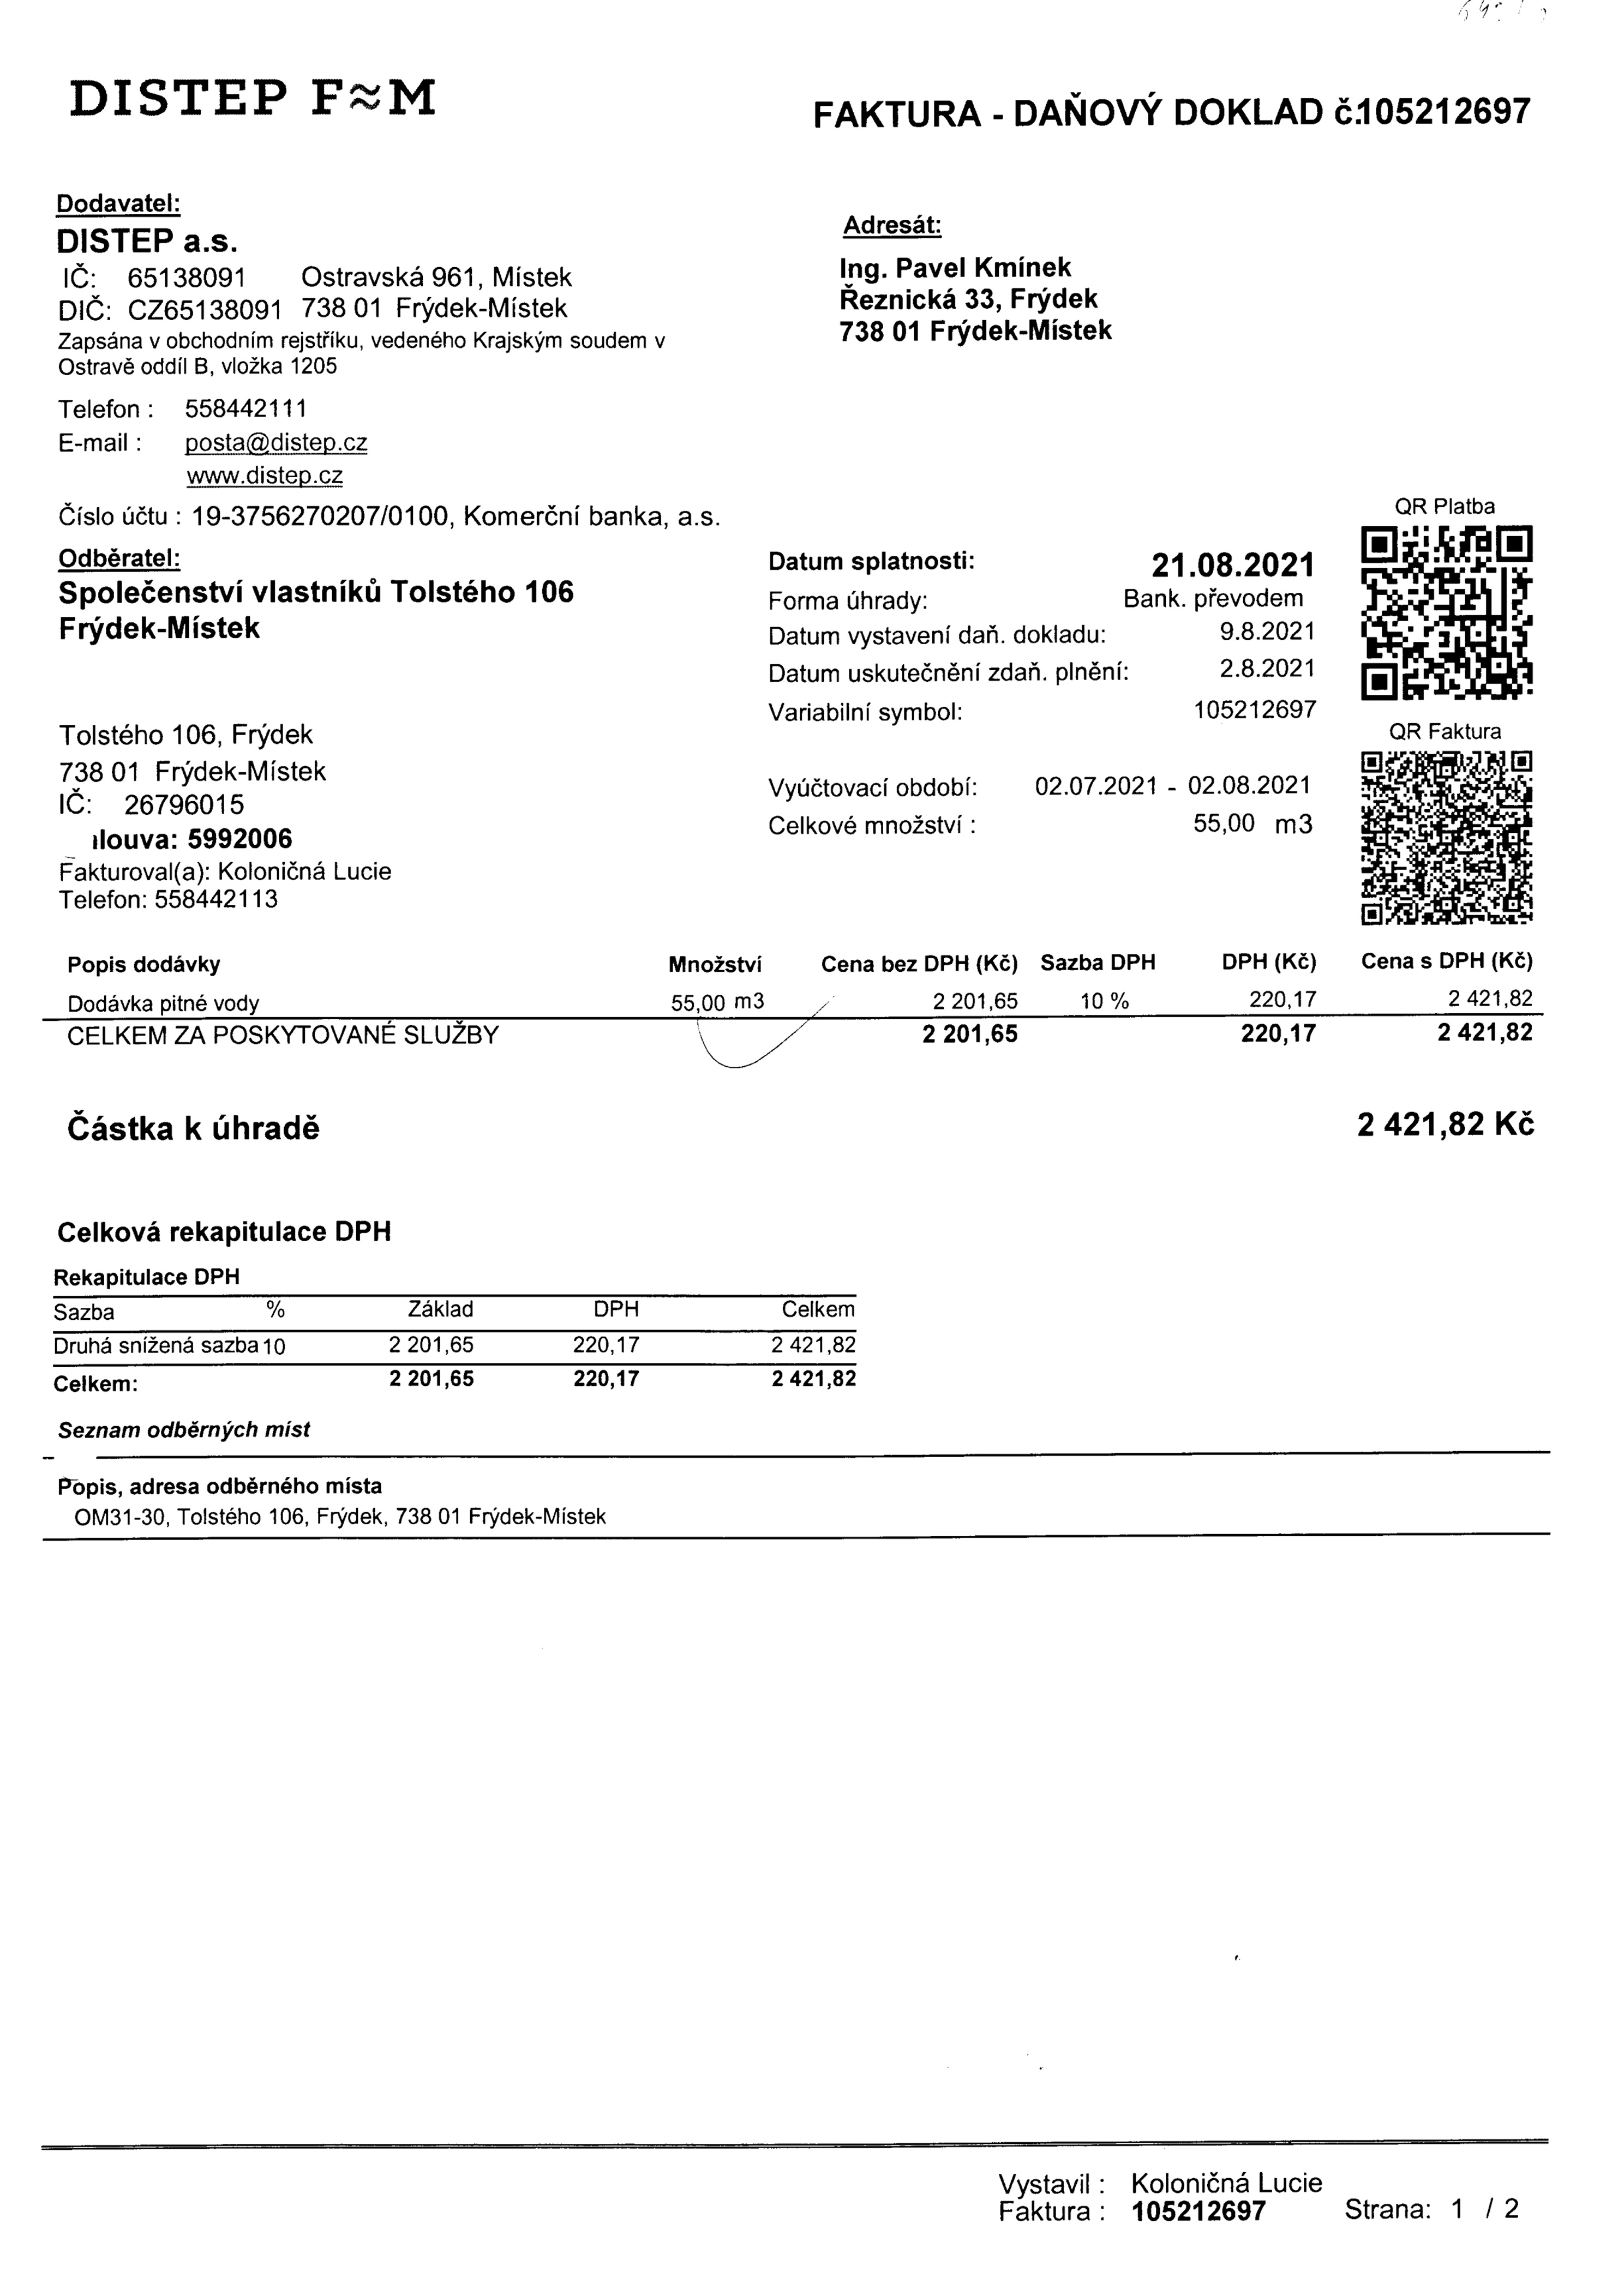 DISTEP F≈M
FAKTURA - DAŇOVÝ DOKLAD č.105212697
Dodavatel:
DISTEP a.s.
IČ: 65138091 Ostravská 961, Místek
DIČ: CZ65138091 738 01 Frýdek-Místek
Zapsána v obchodním rejstříku, vedeného Krajským soudem v
Ostravě oddíl B, vložka 1205
Telefon : 558442111
E-mail : posta@distep.cz
www.distep.cz
Číslo účtu : 19-3756270207/0100, Komerční banka, a.s.
Adresát:
Ing. Pavel Kmínek
Řeznická 33, Frýdek
738 01 Frýdek-Místek
Odběratel:
Společenství vlastníků Tolstého 106
Frýdek-Místek
Tolstého 106, Frýdek
738 01 Frýdek-Místek
IČ: 26796015
louva: 5992006
Fakturoval(a): Koloničná Lucie
Telefon: 558442113
Datum splatnosti: 21.08.2021
Forma úhrady: Bank. převodem
Datum vystavení daň. dokladu: 9.8.2021
Datum uskutečnění zdaň. plnění: 2.8.2021
Variabilní symbol: 105212697
Vyúčtovací období: 02.07.2021 - 02.08.2021
Celkové množství : 55,00 m3
QR Platba
QR Faktura
Popis dodávky Množství Cena bez DPH (Kč) Sazba DPH DPH (Kč) Cena s DPH (Kč)
Dodávka pitné vody 55,00 m3 2 201,65 10 % 220,17 2 421,82
CELKEM ZA POSKYTOVANÉ SLUŽBY 2 201,65 220,17 2 421,82
Částka k úhradě 2 421,82 Kč
Celková rekapitulace DPH
Rekapitulace DPH
Sazba % Základ DPH Celkem
Druhá snížená sazba 10 2 201,65 220,17 2 421,82
Celkem: 2 201,65 220,17 2 421,82
Seznam odběrných míst
Popis, adresa odběrného místa
OM31-30, Tolstého 106, Frýdek, 738 01 Frýdek-Místek
Vystavil : Koloničná Lucie
Faktura : 105212697 Strana: 1 / 2